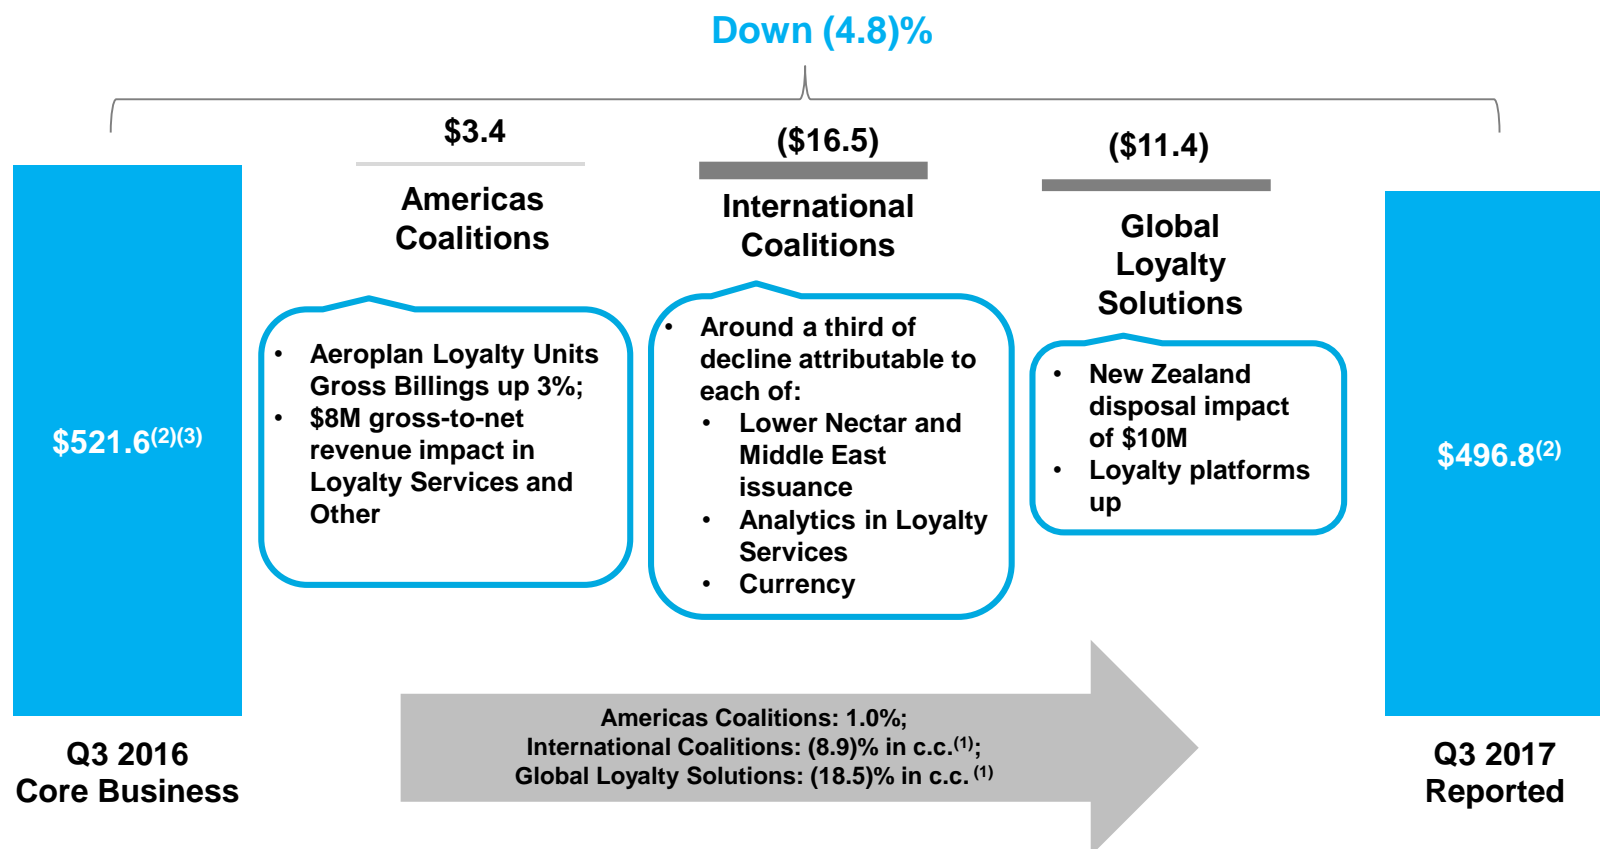 Down (4.8)%
$3.4
($16.5)
($11.4)
Americas
Coalitions
International
Coalitions
Global
Loyalty
Solutions
• Aeroplan Loyalty Units
Gross Billings up 3%;
• $8M gross-to-net
revenue impact in
Loyalty Services and
Other
• Around a third of
decline attributable to
each of:
• Lower Nectar and
Middle East
issuance
• Analytics in Loyalty
Services
• Currency
• New Zealand
disposal impact
of $10M
• Loyalty platforms
up
$521.6(2)(3)
$496.8(2)
Americas Coalitions: 1.0%;
International Coalitions: (8.9)% in c.c.(1);
Global Loyalty Solutions: (18.5)% in c.c. (1)
Q3 2016
Core Business
Q3 2017
Reported